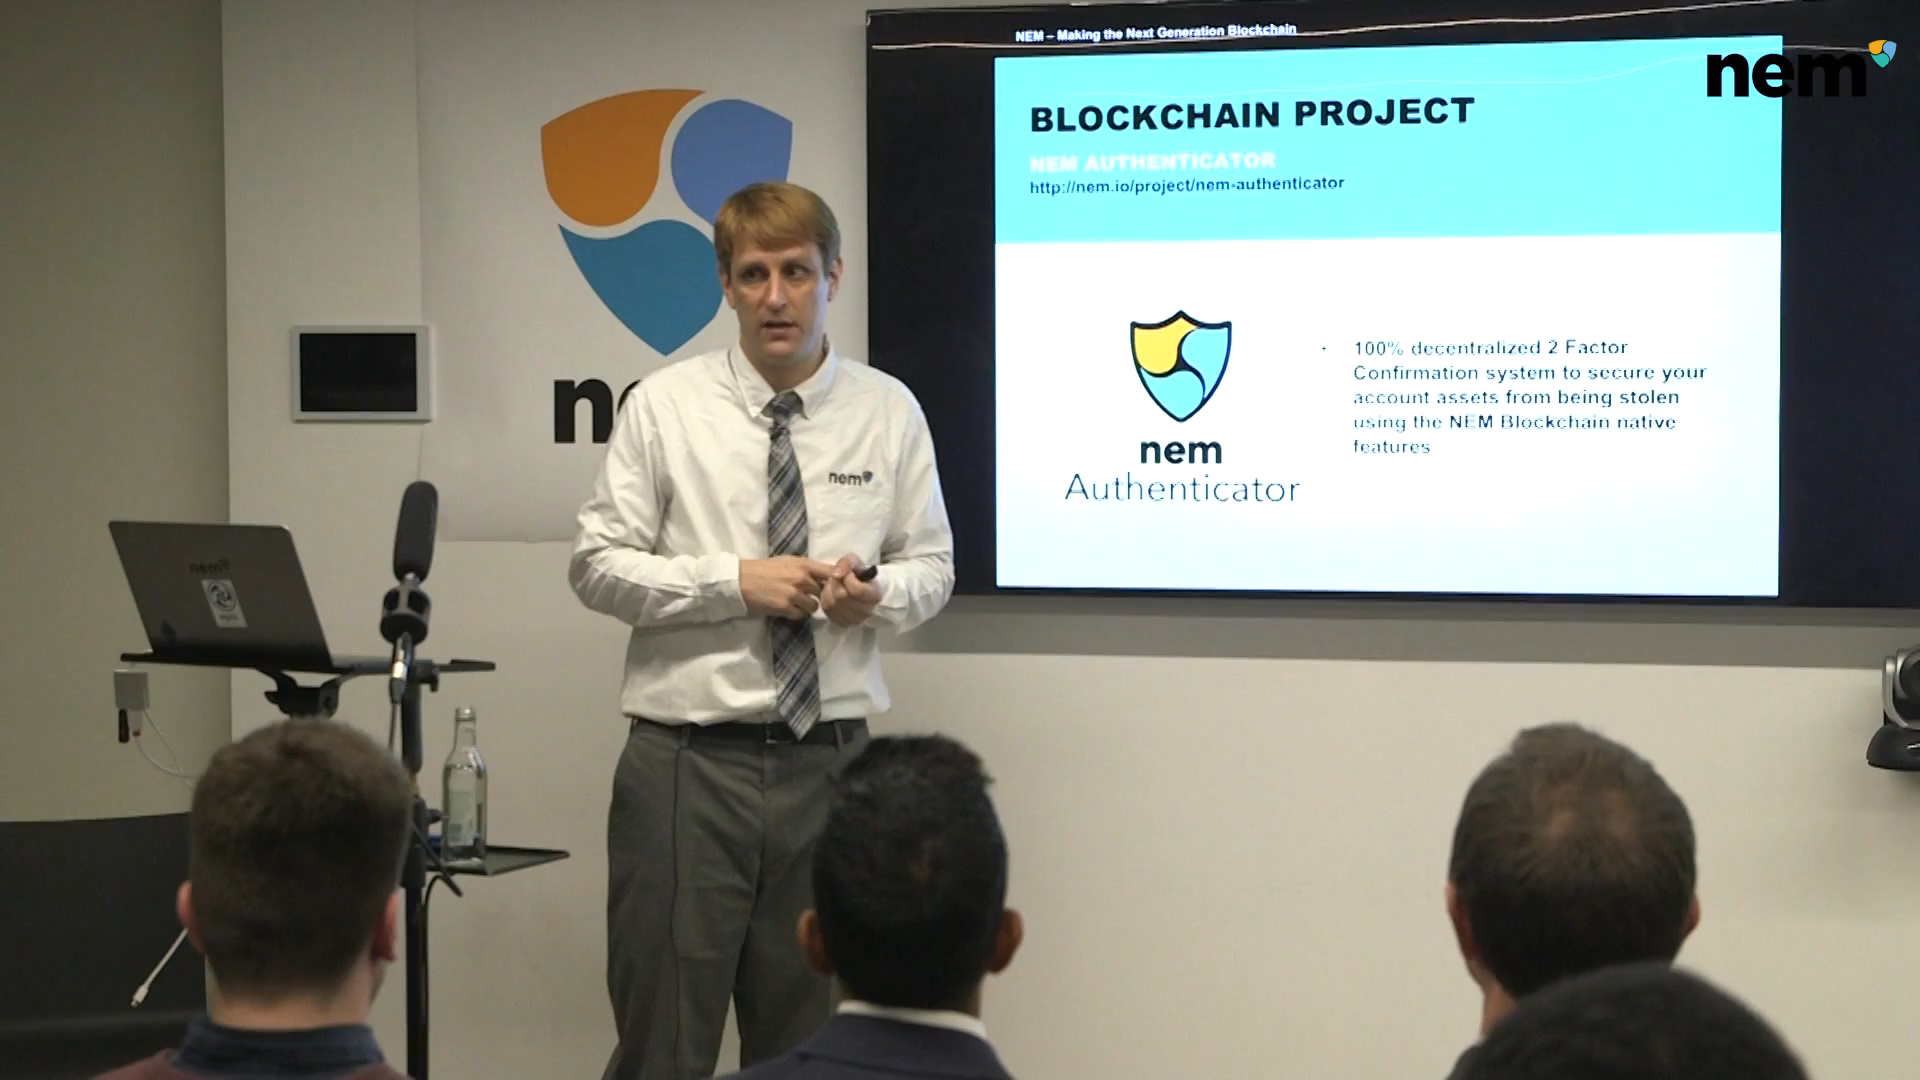 NEM – Making the Next Generation Blockchain
nem
BLOCKCHAIN PROJECT
NEM AUTHENTICATOR
http://nem.io/project/nem-authenticator
· 100% decentralized 2 Factor
Confirmation system to secure your
account assets from being stolen
using the NEM Blockchain native
features
nem
Authenticator
nem
nem